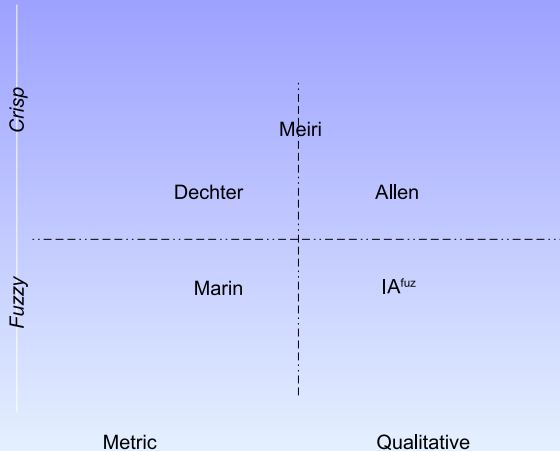 Crisp
Meiri
Dechter
Allen
Fuzzy
Marin
IAfuz
Metric
Qualitative